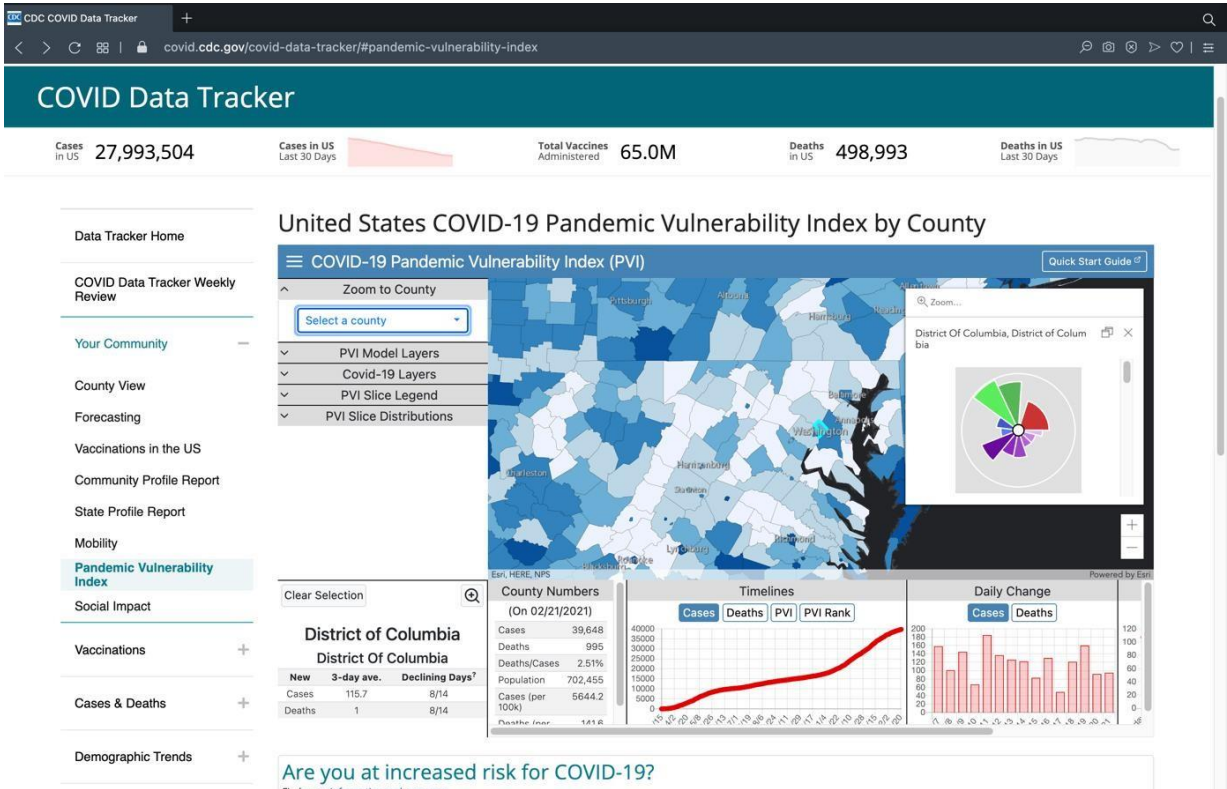 CDC COVID Data Tracker
covid.cdc.gov/covid-data-tracker/#pandemic-vulnerability-index
COVID Data Tracker
Cases in US 27,993,504
Cases in US Last 30 Days
Total Vaccines Administered 65.0M
Deaths in US 498,993
Deaths in US Last 30 Days
Data Tracker Home
COVID Data Tracker Weekly
Review
Your Community
County View
Forecasting
Vaccinations in the US
Community Profile Report
State Profile Report
Mobility
Pandemic Vulnerability
Index
Social Impact
Vaccinations
Cases & Deaths
Demographic Trends
United States COVID-19 Pandemic Vulnerability Index by County
COVID-19 Pandemic Vulnerability Index (PVI)
Quick Start Guide
Zoom to County
Select a county
PVI Model Layers
Covid-19 Layers
PVI Slice Legend
PVI Slice Distributions
Pittsburgh
Altoona
Harrisburg
Reading
Allentown
Baltimore
Annapolis
Washington
Charleston
Harrisonburg
Staunton
Richmond
Lynchburg
Roanoke
Blacksburg
Zoom...
District Of Columbia, District of Colum
bia
Esri, HERE, NPS
Powered by Esri
Clear Selection
District of Columbia
District Of Columbia
New 3-day ave. Declining Days?
Cases 115.7 8/14
Deaths 1 8/14
County Numbers
(On 02/21/2021)
Cases 39,648
Deaths 995
Deaths/Cases 2.51%
Population 702,455
Cases (per 5644.2
100k)
Deaths (per 141.6
Timelines
Cases Deaths PVI PVI Rank
40000
35000
30000
25000
20000
15000
10000
5000
0
Daily Change
Cases Deaths
200
180
160
140
120
100
80
60
40
20
0
120
100
80
60
40
20
0
Are you at increased risk for COVID-19?